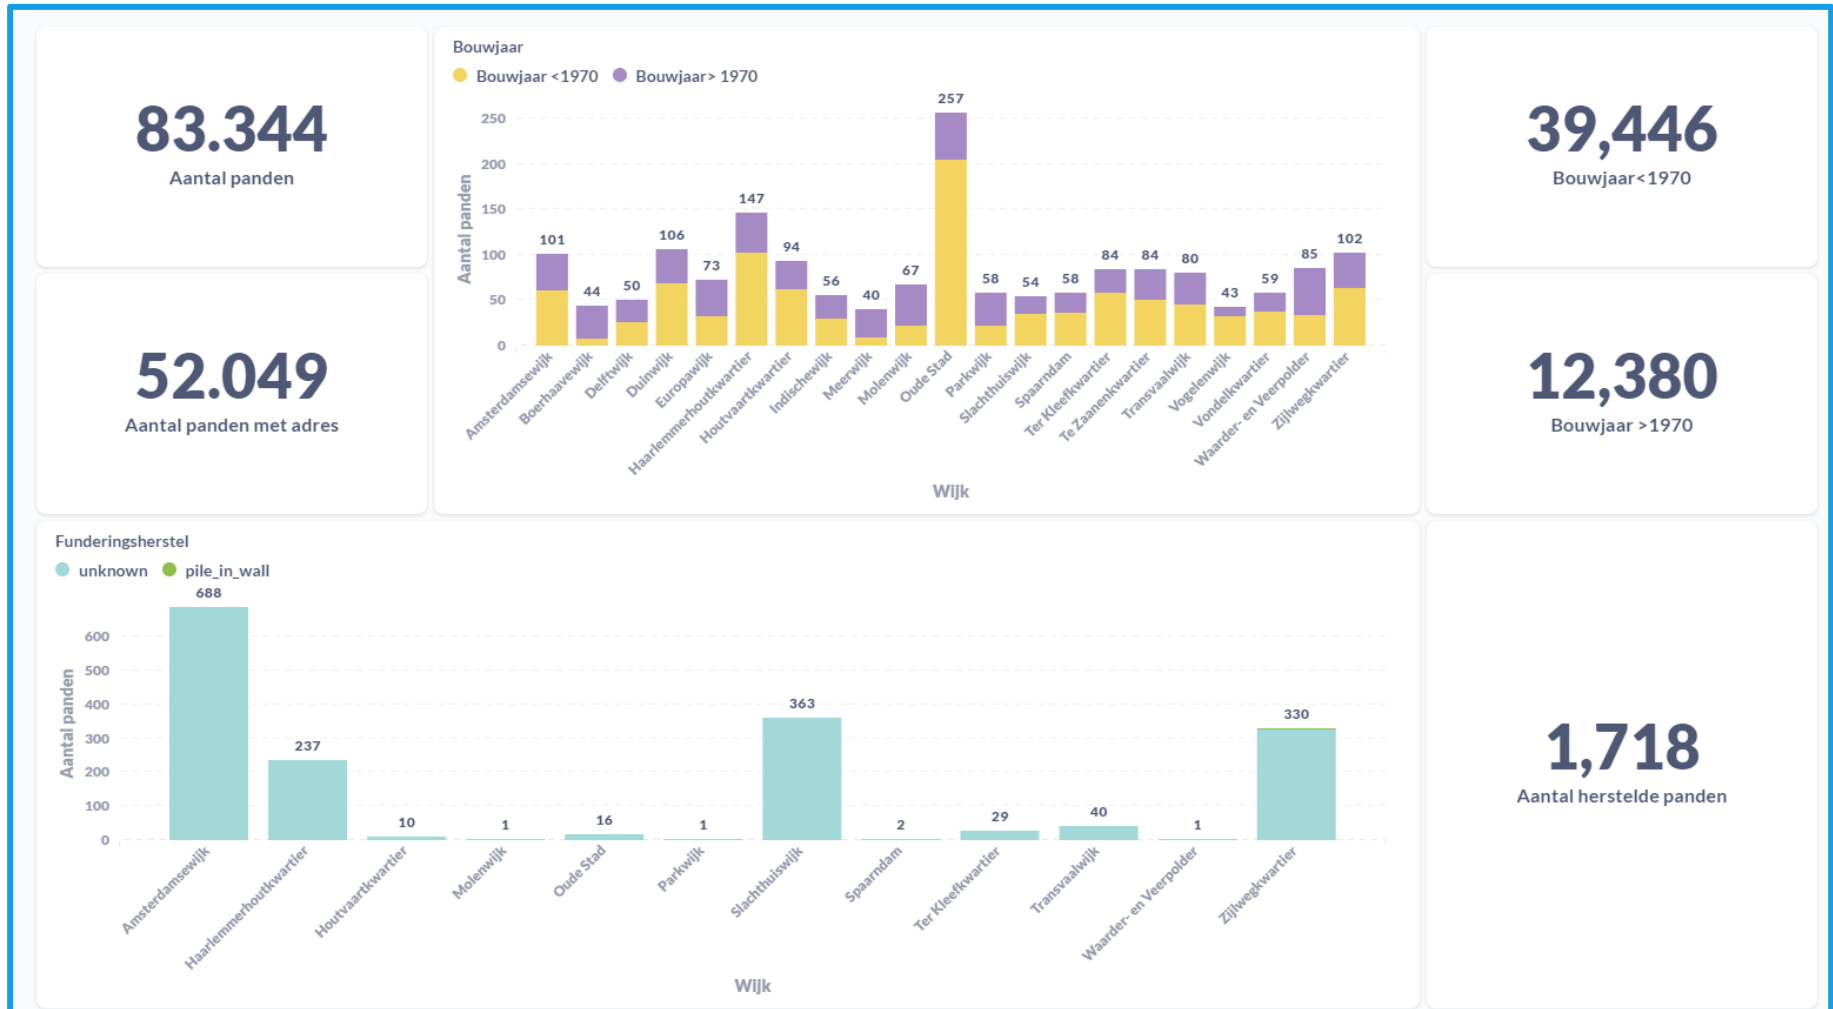 83.344
Aantal panden
52.049
Aantal panden met adres
Bouwjaar
Bouwjaar <1970 Bouwjaar> 1970
257
250
200
150
100
50
0
Aantal panden
101
44
50
106
73
147
94
56
40
67
58
54
58
84
84
80
43
59
85
102
Amsterdamsewijk
Boerhaavewijk
Delftwijk
Duinwijk
Europawijk
Haarlemmerhoutkwartier
Houtvaartkwartier
Indischewijk
Meerwijk
Molenwijk
Oude Stad
Parkwijk
Slachthuiswijk
Spaarndam
Ter Kleefkwartier
Te Zaanenkwartier
Transvaalwijk
Vogelenwijk
Vondelkwartier
Waarder- en Veerpolder
Zijlwegkwartier
Wijk
39,446
Bouwjaar<1970
12,380
Bouwjaar >1970
Funderingsherstel
unknown pile_in_wall
600
500
400
300
200
100
0
Aantal panden
688
237
10
1
16
1
363
2
29
40
1
330
Amsterdamsewijk
Haarlemmerhoutkwartier
Houtvaartkwartier
Molenwijk
Oude Stad
Parkwijk
Slachthuiswijk
Spaarndam
Ter Kleefkwartier
Transvaalwijk
Waarder- en Veerpolder
Zijlwegkwartier
Wijk
1,718
Aantal herstelde panden